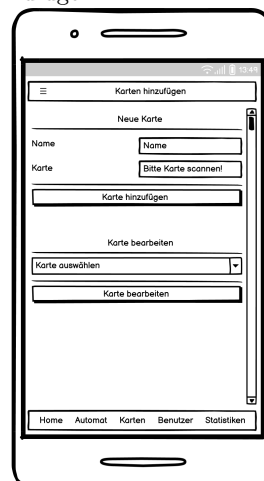 13:49
☰ Karten hinzufügen
Neue Karte
Name Name
Karte Bitte Karte scannen!
Karte hinzufügen
Karte bearbeiten
Karte auswählen
Karte bearbeiten
Home Automat Karten Benutzer Statistiken